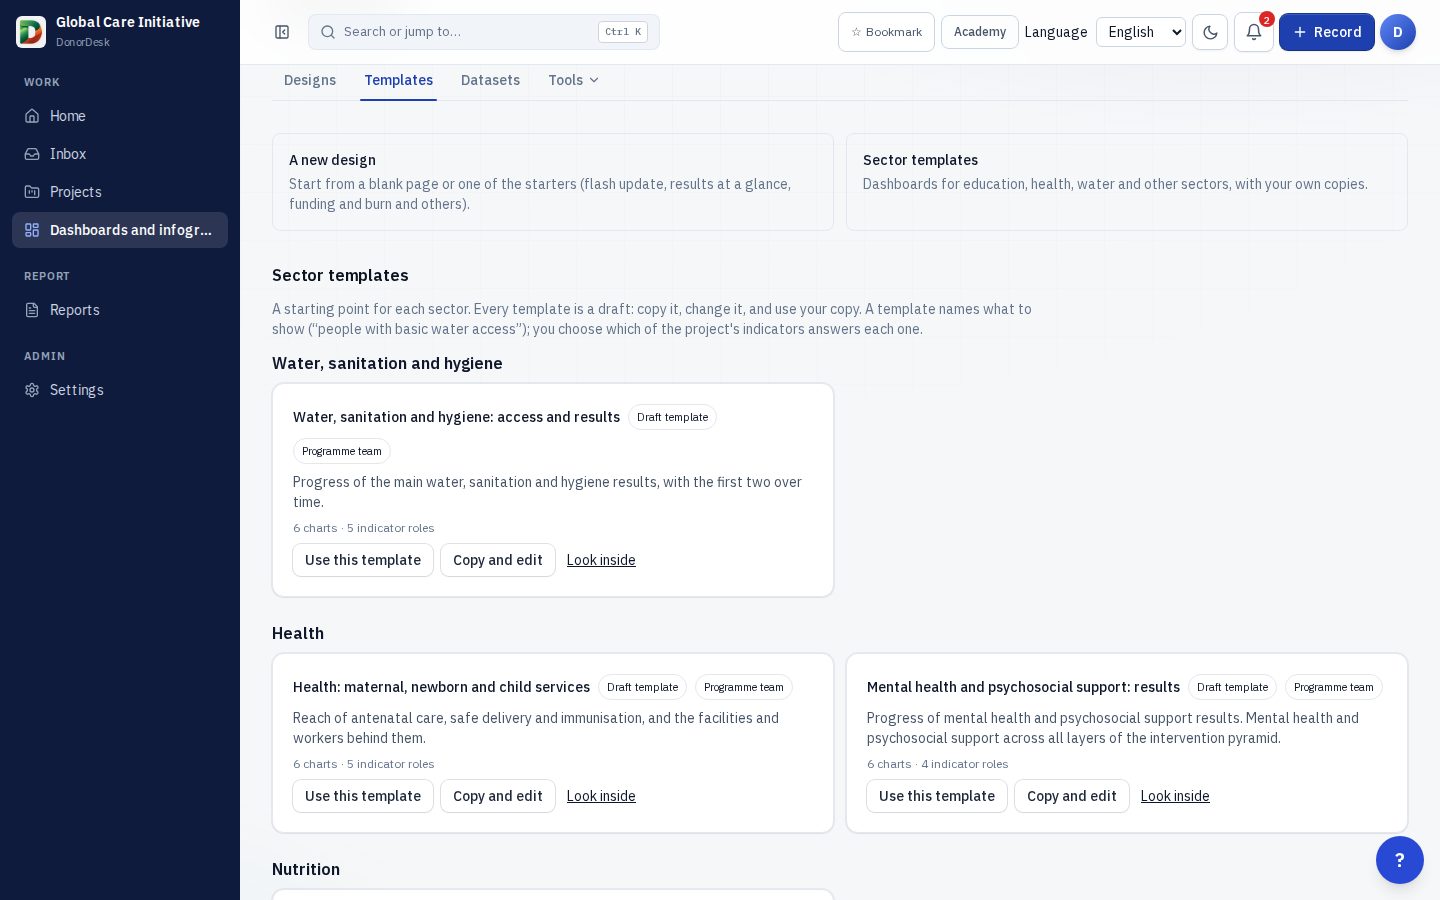 Global Care Initiative
DonorDesk
Search or jump to...
Ctrl K
☆ Bookmark
Academy
Language
English
2
Record
D
WORK
Home
Inbox
Projects
Dashboards and infogr...
REPORT
Reports
ADMIN
Settings
Designs
Templates
Datasets
Tools
A new design
Start from a blank page or one of the starters (flash update, results at a glance,
funding and burn and others).
Sector templates
Dashboards for education, health, water and other sectors, with your own copies.
Sector templates
A starting point for each sector. Every template is a draft: copy it, change it, and use your copy. A template names what to
show (“people with basic water access”); you choose which of the project's indicators answers each one.
Water, sanitation and hygiene
Water, sanitation and hygiene: access and results
Draft template
Programme team
Progress of the main water, sanitation and hygiene results, with the first two over
time.
6 charts · 5 indicator roles
Use this template
Copy and edit
Look inside
Health
Health: maternal, newborn and child services
Draft template
Programme team
Reach of antenatal care, safe delivery and immunisation, and the facilities and
workers behind them.
6 charts · 5 indicator roles
Use this template
Copy and edit
Look inside
Mental health and psychosocial support: results
Draft template
Programme team
Progress of mental health and psychosocial support results. Mental health and
psychosocial support across all layers of the intervention pyramid.
6 charts · 4 indicator roles
Use this template
Copy and edit
Look inside
Nutrition
?